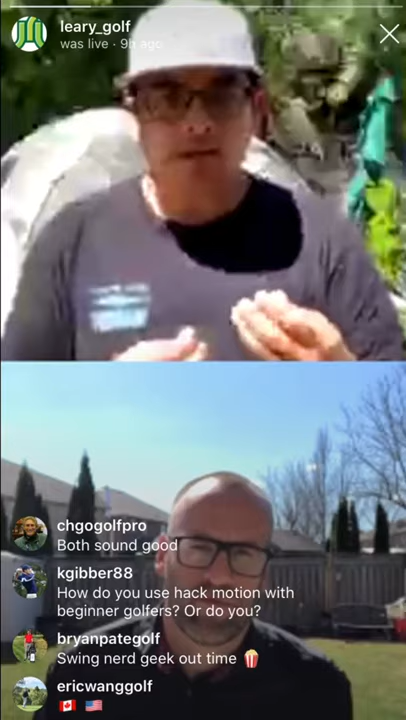 leary_golf
was live · 9h ago
chgogolfpro
Both sound good
kgibber88
How do you use hack motion with
beginner golfers? Or do you?
bryanpategolf
Swing nerd geek out time 🍿
ericwanggolf
🇨🇦 🇺🇸